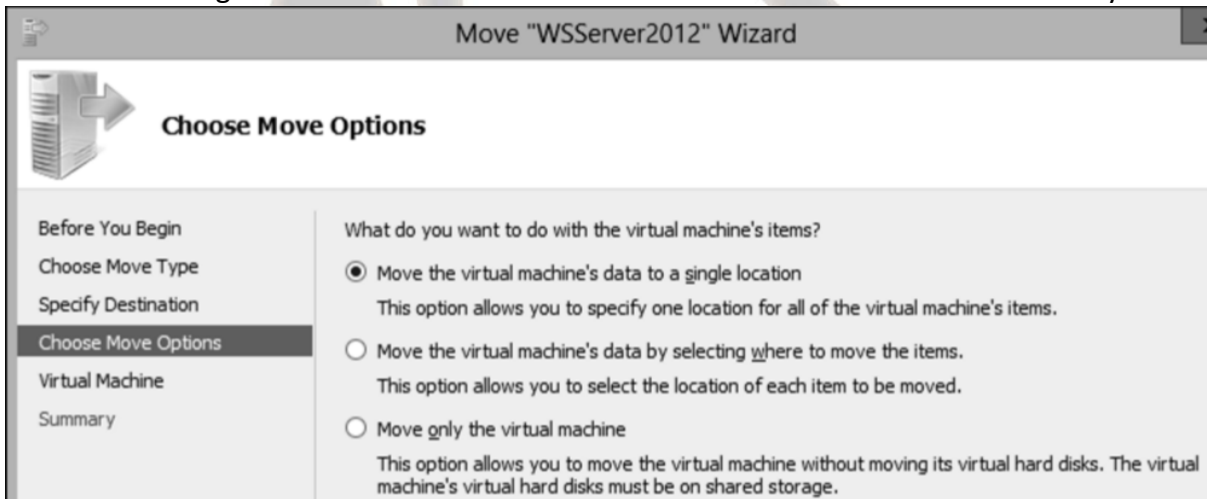 Move "WSServer2012" Wizard
Choose Move Options
Before You Begin
Choose Move Type
Specify Destination
Choose Move Options
Virtual Machine
Summary
What do you want to do with the virtual machine's items?
Move the virtual machine's data to a single location
This option allows you to specify one location for all of the virtual machine's items.
Move the virtual machine's data by selecting where to move the items.
This option allows you to select the location of each item to be moved.
Move only the virtual machine
This option allows you to move the virtual machine without moving its virtual hard disks. The virtual
machine's virtual hard disks must be on shared storage.